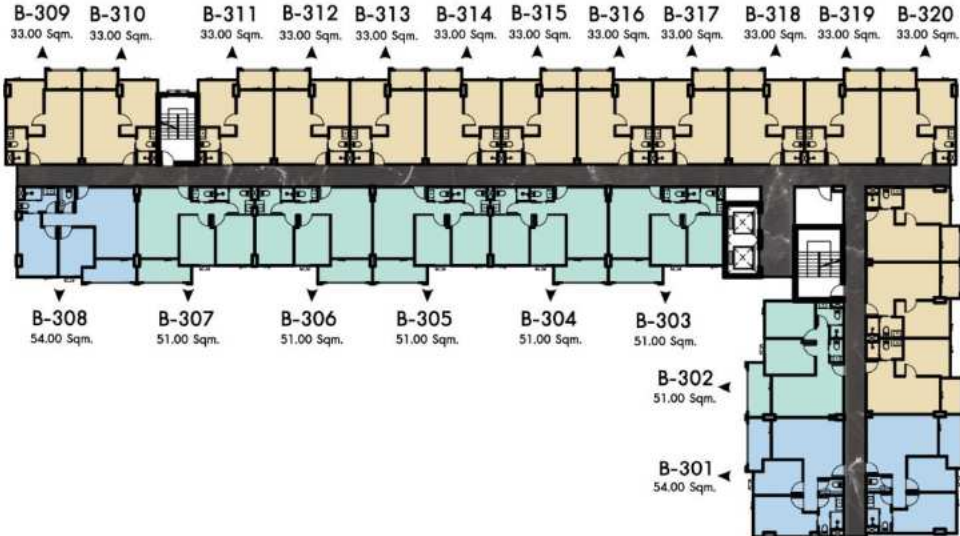 B-309
33.00 Sqm.
B-310
33.00 Sqm.
B-311
33.00 Sqm.
B-312
33.00 Sqm.
B-313
33.00 Sqm.
B-314
33.00 Sqm.
B-315
33.00 Sqm.
B-316
33.00 Sqm.
B-317
33.00 Sqm.
B-318
33.00 Sqm.
B-319
33.00 Sqm.
B-320
33.00 Sqm.
B-308
54.00 Sqm.
B-307
51.00 Sqm.
B-306
51.00 Sqm.
B-305
51.00 Sqm.
B-304
51.00 Sqm.
B-303
51.00 Sqm.
B-302
51.00 Sqm.
B-301
54.00 Sqm.